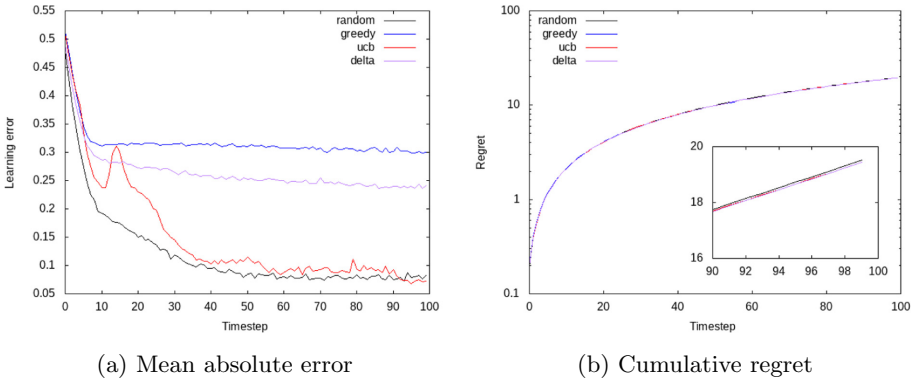 0.55
0.5
0.45
0.4
0.35
0.3
0.25
0.2
0.15
0.1
0.05
0 10 20 30 40 50 60 70 80 90 100
Learning error
Timestep
random
greedy
ucb
delta
(a) Mean absolute error
100
10
1
0.1
0 20 40 60 80 100
Regret
Timestep
random
greedy
ucb
delta
20
18
16
90 92 94 96 98 100
(b) Cumulative regret